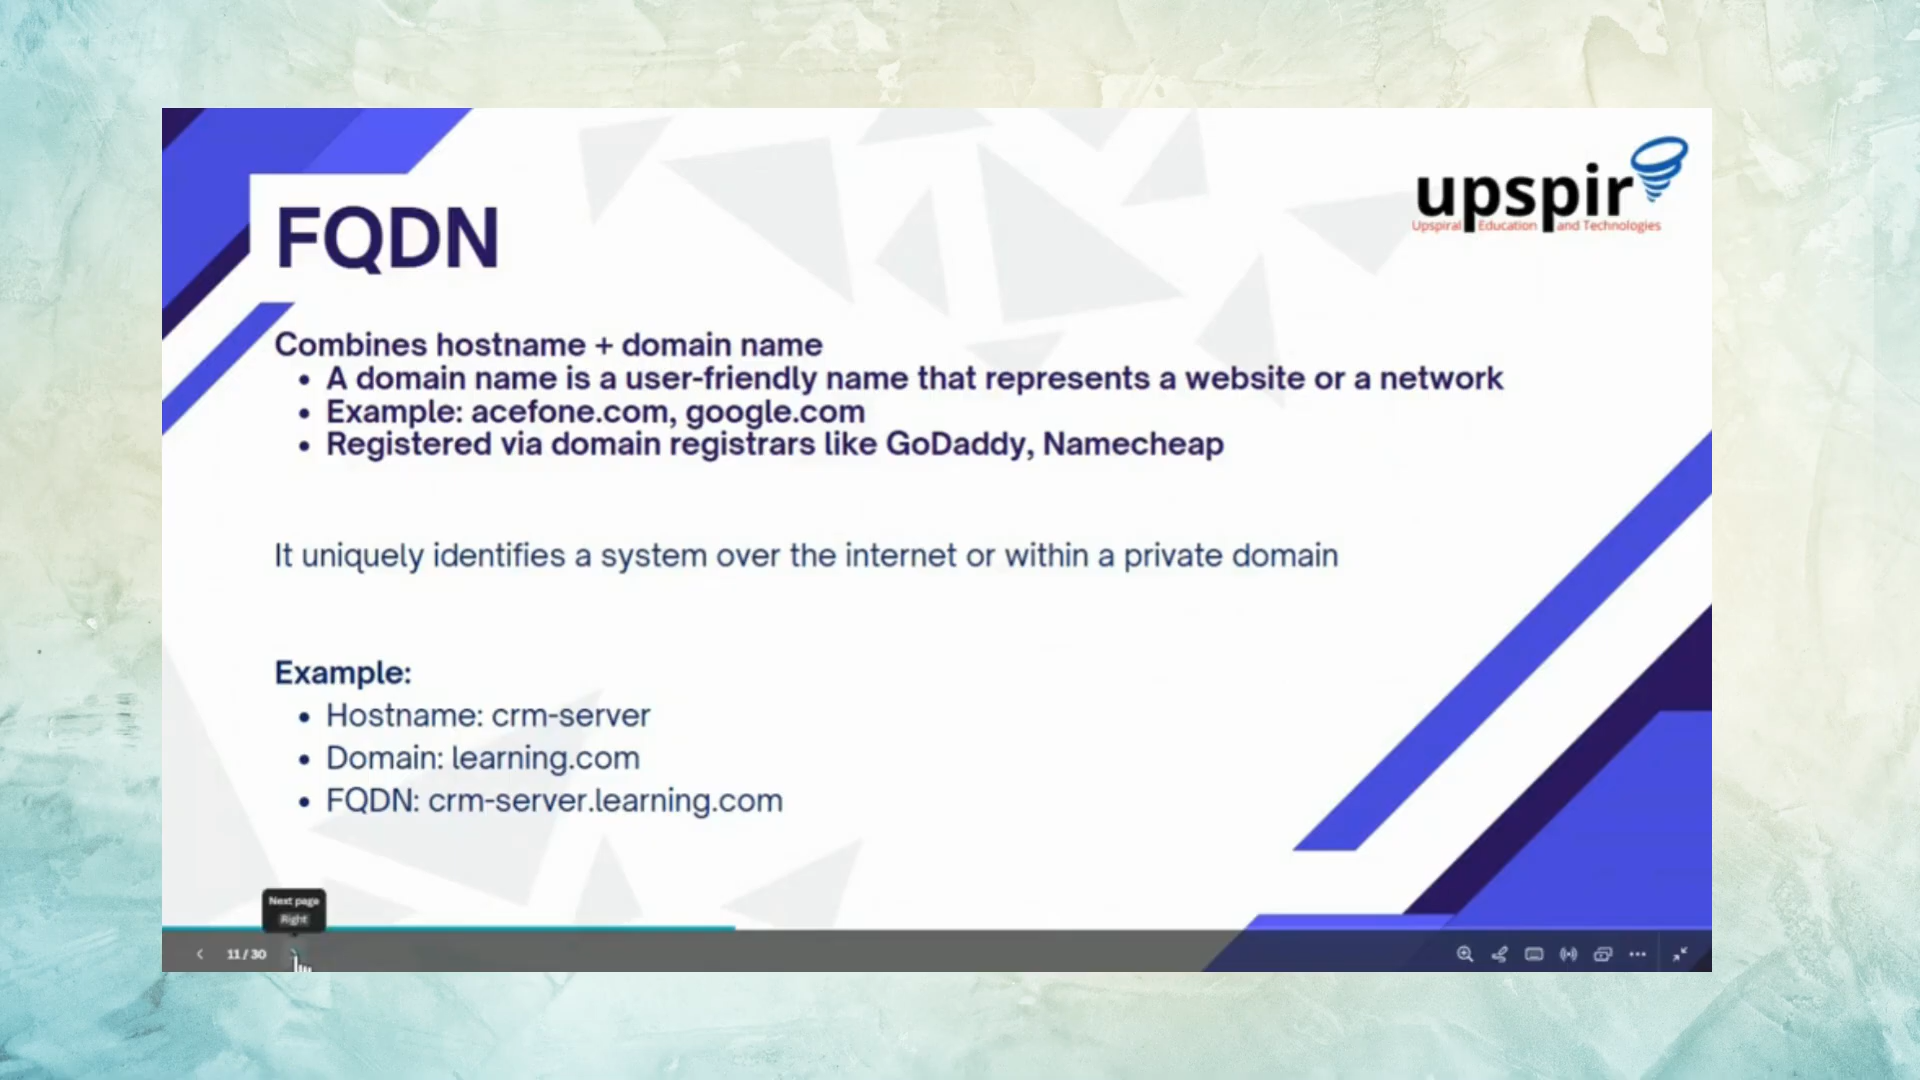 upspir
Upspiral Education and Technologies
FQDN
Combines hostname + domain name
• A domain name is a user-friendly name that represents a website or a network
• Example: acefone.com, google.com
• Registered via domain registrars like GoDaddy, Namecheap
It uniquely identifies a system over the internet or within a private domain
Example:
• Hostname: crm-server
• Domain: learning.com
• FQDN: crm-server.learning.com
Next page
Right
11 / 30